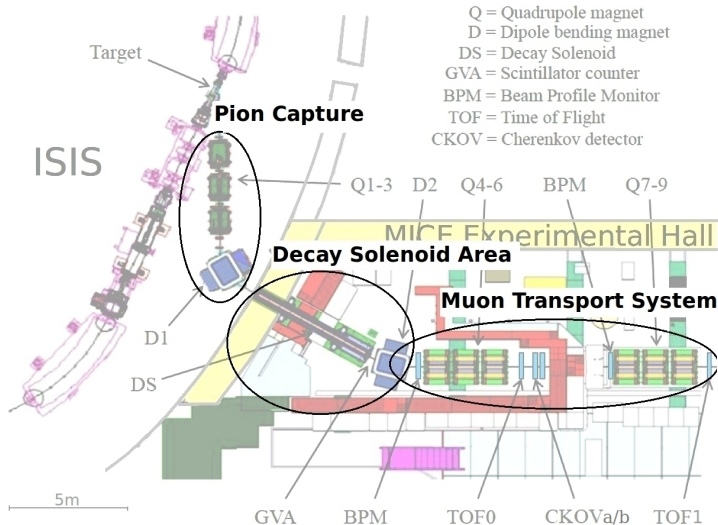 Q = Quadrupole magnet
D = Dipole bending magnet
DS = Decay Solenoid
GVA = Scintillator counter
BPM = Beam Profile Monitor
TOF = Time of Flight
CKOV = Cherenkov detector
Target
Pion Capture
ISIS
Q1-3 D2 Q4-6 BPM Q7-9
MICE Experimental Hall
Decay Solenoid Area
Muon Transport System
D1
DS
5m
GVA BPM TOF0 CKOVa/b TOF1